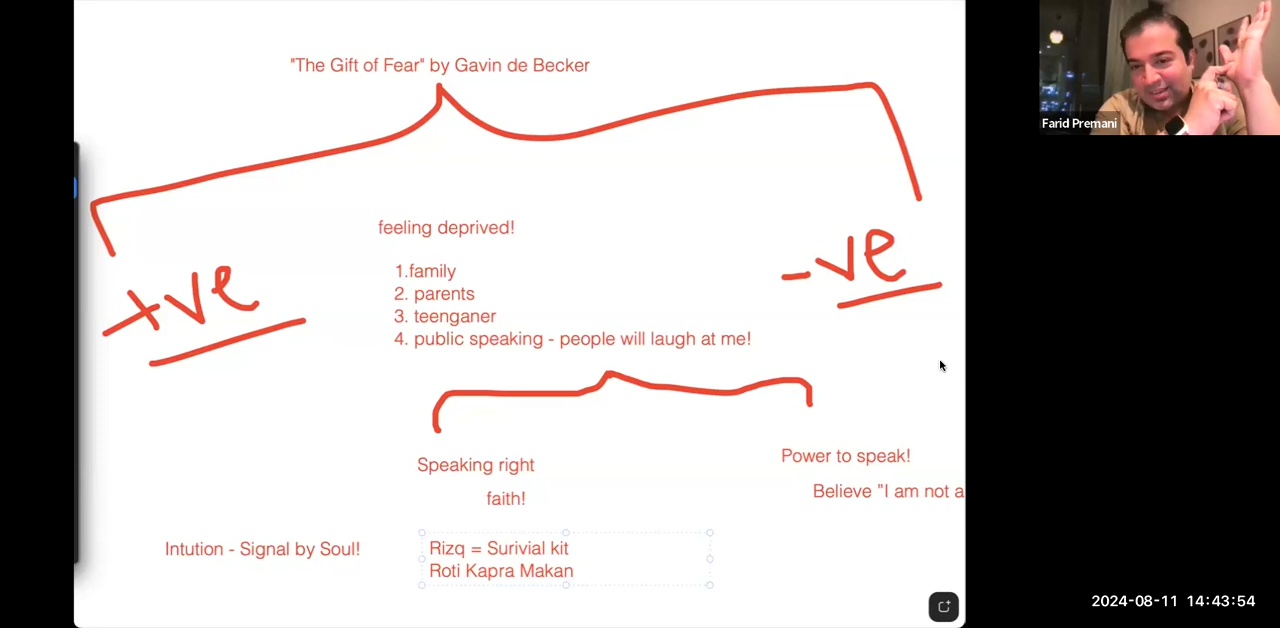 "The Gift of Fear" by Gavin de Becker
Farid Premani
feeling deprived!
+ve
-ve
1.family
2. parents
3. teenganer
4. public speaking - people will laugh at me!
Speaking right
Power to speak!
faith!
Believe "I am not a
Intution - Signal by Soul!
Rizq = Surivial kit
Roti Kapra Makan
2024-08-11 14:43:54